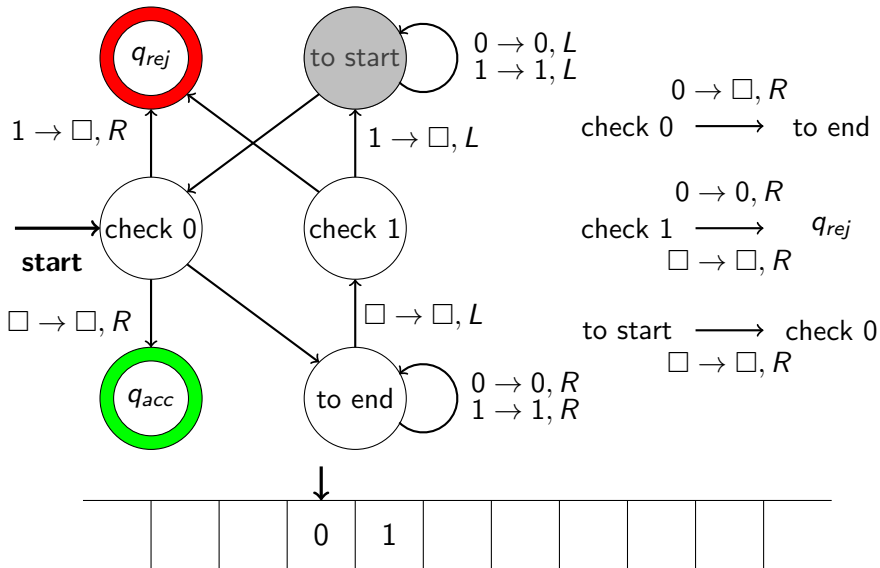 q_rej
to start
0 → 0, L
1 → 1, L
1 → □, R
1 → □, L
0 → □, R
check 0 → to end
start
check 0
check 1
0 → 0, R
check 1 → q_rej
□ → □, R
□ → □, R
□ → □, L
to start → check 0
□ → □, R
q_acc
to end
0 → 0, R
1 → 1, R
0 1